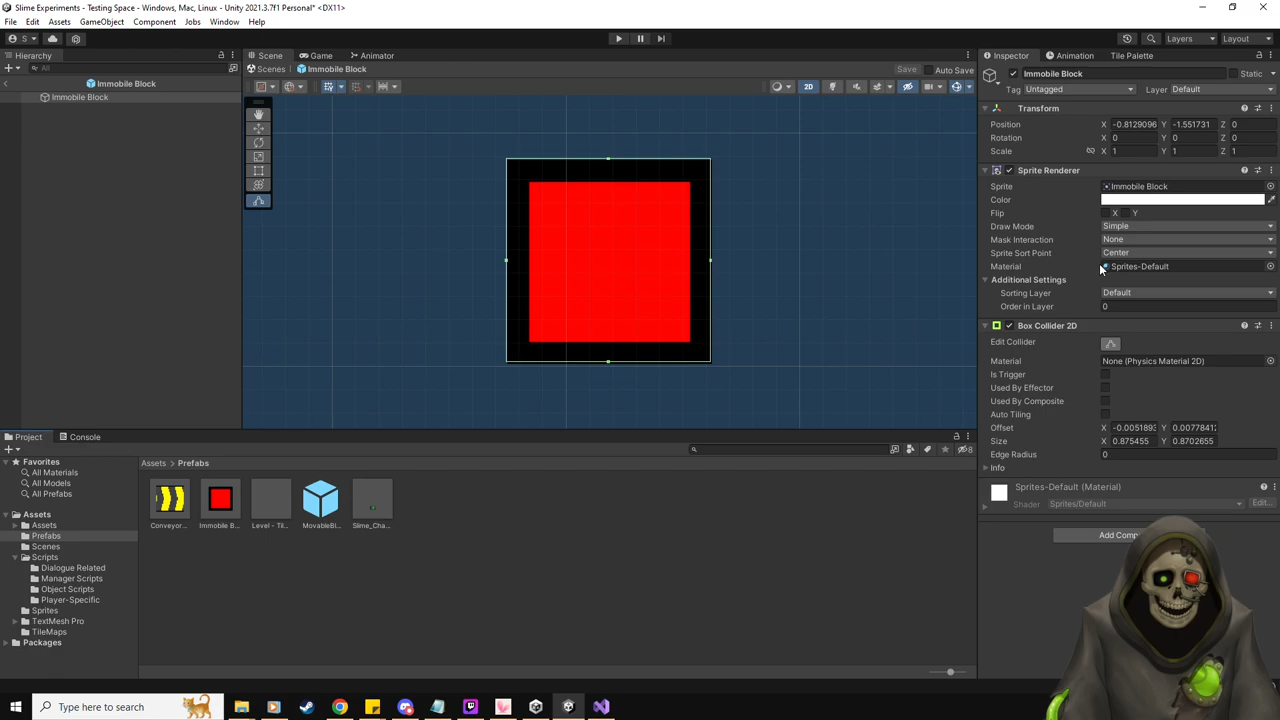 Slime Experiments - Testing Space - Windows, Mac, Linux - Unity 2021.3.7f1 Personal* <DX11>
File Edit Assets GameObject Component Jobs Window Help
S Layers Layout
Hierarchy
All
Immobile Block
Immobile Block
Scene Game Animator
Scenes Immobile Block Save Auto Save
2D
Inspector Animation Tile Palette
Immobile Block Static
Tag Untagged Layer Default
Transform
Position X -0.8129096 Y -1.551731 Z 0
Rotation X 0 Y 0 Z 0
Scale X 1 Y 1 Z 1
Sprite Renderer
Sprite Immobile Block
Color
Flip X Y
Draw Mode Simple
Mask Interaction None
Sprite Sort Point Center
Material Sprites-Default
Additional Settings
Sorting Layer Default
Order in Layer 0
Box Collider 2D
Edit Collider
Material None (Physics Material 2D)
Is Trigger
Used By Effector
Used By Composite
Auto Tiling
Offset X Y
Size X 0.875455 Y 0.8702655
Edge Radius 0
Info
Sprites-Default (Material)
Shader Sprites/Default Edit...
Add Comp
Project Console
8
Favorites
All Materials
All Models
All Prefabs
Assets
Assets
Prefabs
Scenes
Scripts
Dialogue Related
Manager Scripts
Object Scripts
Player-Specific
Sprites
TextMesh Pro
TileMaps
Packages
Assets > Prefabs
Conveyor... Immobile B... Level - Til... MovableBl... Slime_Cha...
Type here to search